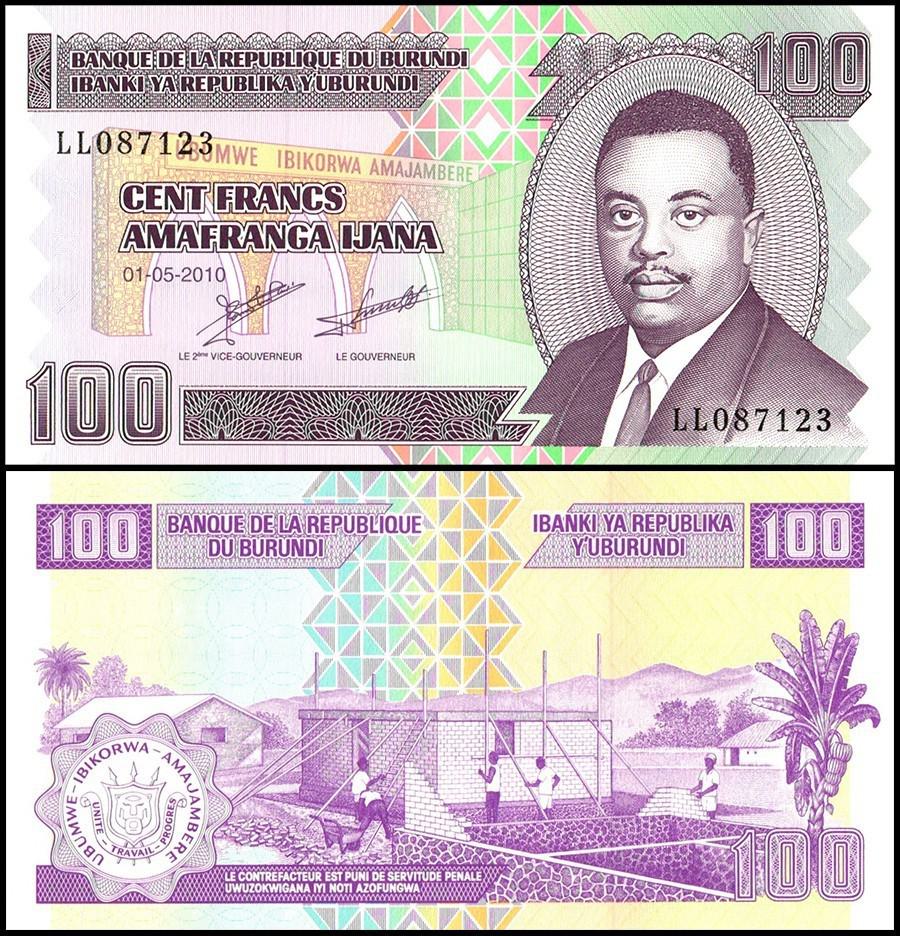 BANQUE DE LA REPUBLIQUE DU BURUNDI
IBANKI YA REPUBLIKA Y'UBURUNDI
100
LL087123
UBUMWE IBIKORWA AMAJAMBERE
CENT FRANCS
AMAFRANGA IJANA
01-05-2010
LE 2ème VICE-GOUVERNEUR
LE GOUVERNEUR
100
LL087123
100
BANQUE DE LA REPUBLIQUE
DU BURUNDI
IBANKI YA REPUBLIKA
Y'UBURUNDI
100
UBUMWE-IBIKORWA-AMAJAMBERE
UNITE - TRAVAIL - PROGRES
LE CONTREFACTEUR EST PUNI DE SERVITUDE PENALE
UWUZOKWIGANA IYI NOTI AZOFUNGWA
100